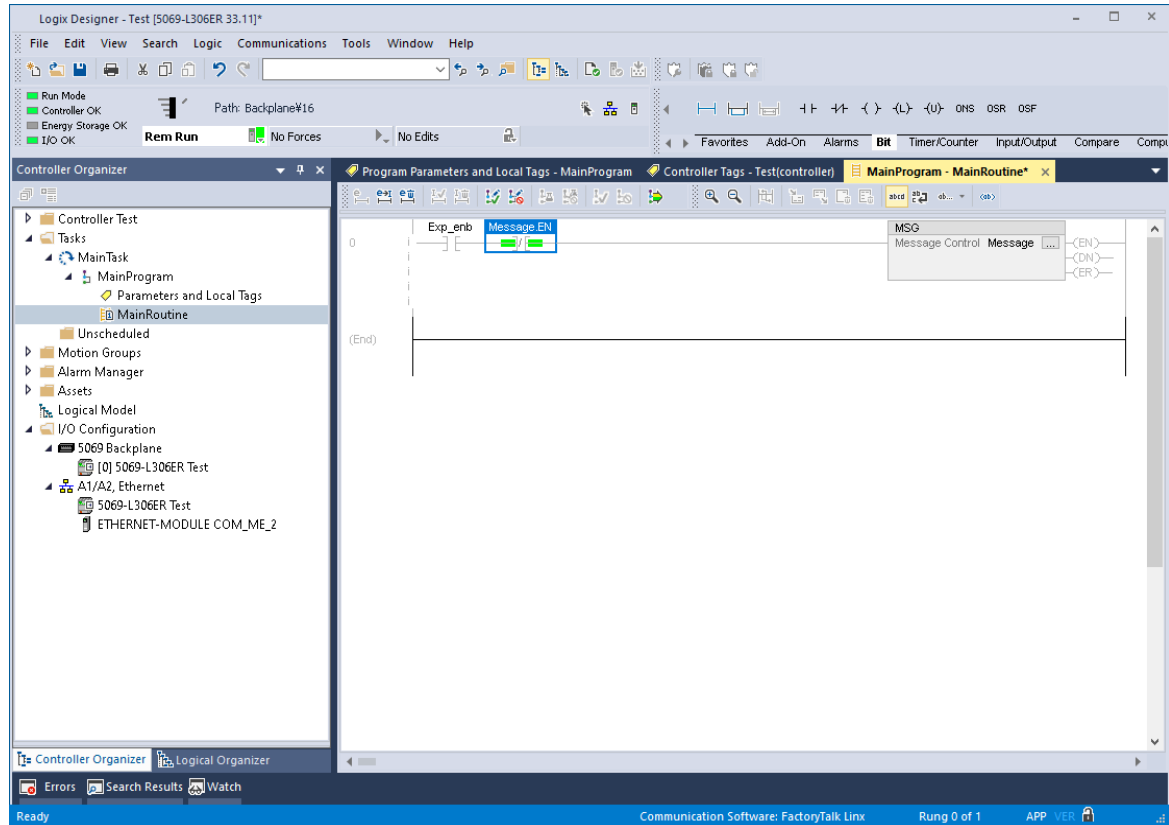 Logix Designer - Test [5069-L306ER 33.11]*
File Edit View Search Logic Communications Tools Window Help
Run Mode
Controller OK
Energy Storage OK
I/O OK
Path: Backplane¥16
Rem Run No Forces No Edits
(L) (U) ONS OSR OSF
Favorites Add-On Alarms Bit Timer/Counter Input/Output Compare Compu
Controller Organizer
Program Parameters and Local Tags - MainProgram Controller Tags - Test(controller) MainProgram - MainRoutine*
abcd ab ab... <ab>
Controller Test
Tasks
MainTask
MainProgram
Parameters and Local Tags
MainRoutine
Unscheduled
Motion Groups
Alarm Manager
Assets
Logical Model
I/O Configuration
5069 Backplane
[0] 5069-L306ER Test
A1/A2, Ethernet
5069-L306ER Test
ETHERNET-MODULE COM_ME_2
Exp_enb Message.EN
0
MSG
Message Control Message ...
(EN)
(DN)
(ER)
(End)
Controller Organizer Logical Organizer
Errors Search Results Watch
Ready Communication Software: FactoryTalk Linx Rung 0 of 1 APP VER